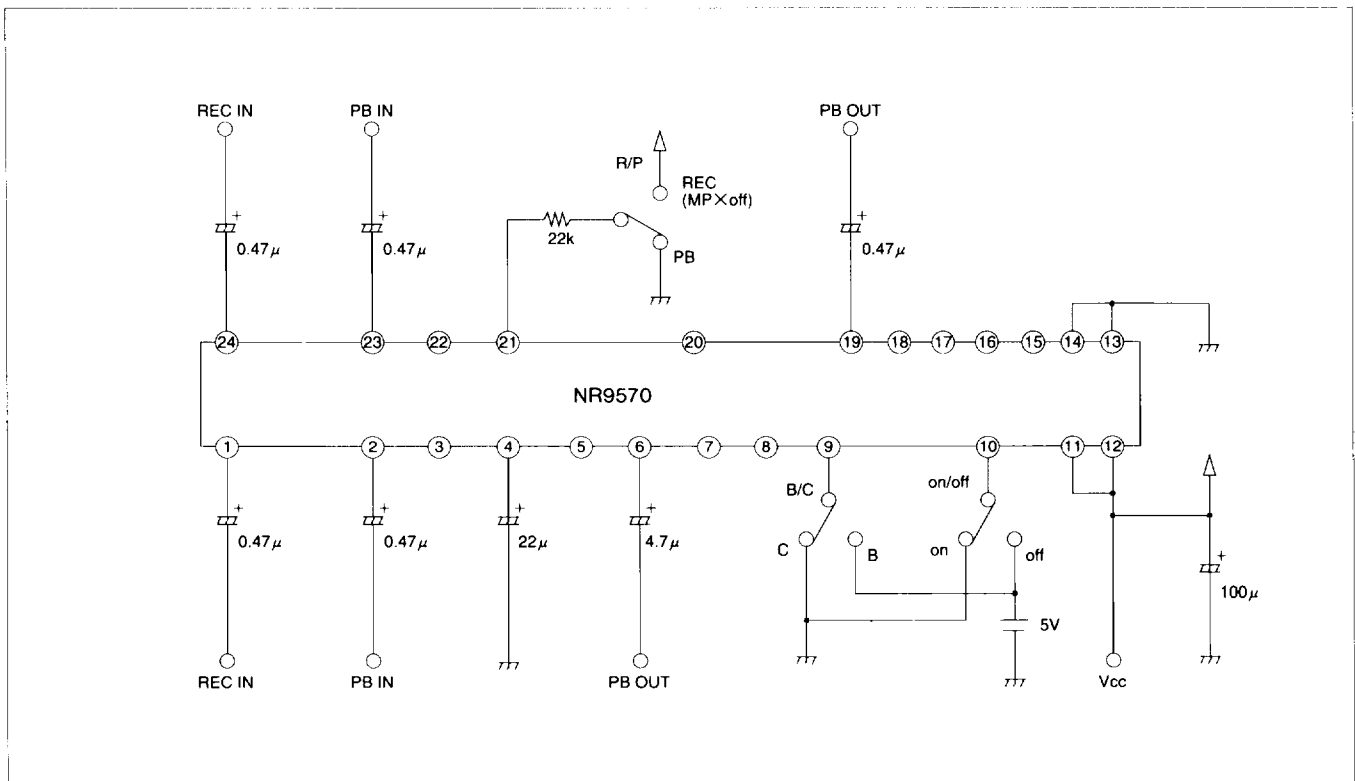 REC IN
PB IN
PB OUT
R/P
REC
(MP×off)
0.47μ
0.47μ
22k
PB
0.47μ
24
23
22
21
20
19
18
17
16
15
14
13
NR9570
1
2
3
4
5
6
7
8
9
10
11
12
B/C
on/off
0.47μ
0.47μ
22μ
4.7μ
C
B
on
off
100μ
5V
REC IN
PB IN
PB OUT
Vcc
+
+
+
+
+
+
+
+